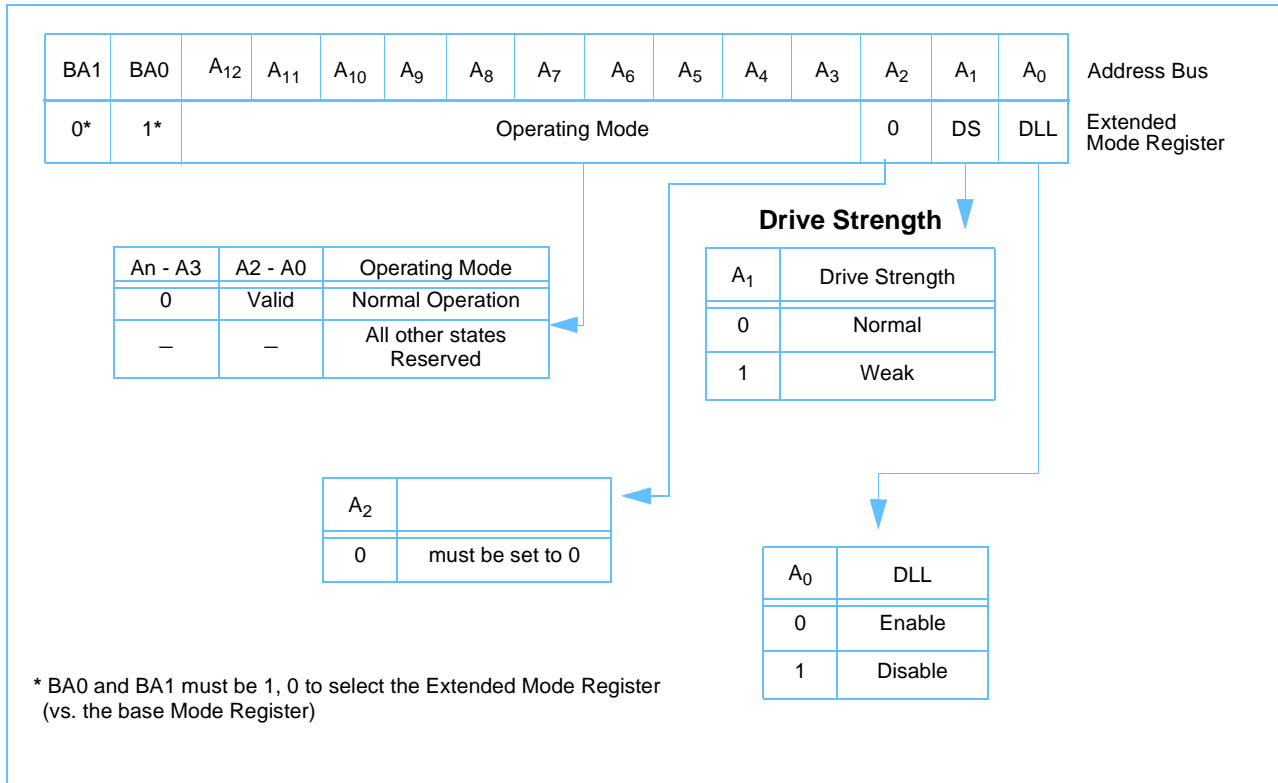 BA1 BA0 A12 A11 A10 A9 A8 A7 A6 A5 A4 A3 A2 A1 A0 Address Bus
0* 1* Operating Mode 0 DS DLL Extended
Mode Register
Drive Strength
An - A3 A2 - A0 Operating Mode
0 Valid Normal Operation
– – All other states
Reserved
A1 Drive Strength
0 Normal
1 Weak
A2
0 must be set to 0
A0 DLL
0 Enable
1 Disable
* BA0 and BA1 must be 1, 0 to select the Extended Mode Register
(vs. the base Mode Register)